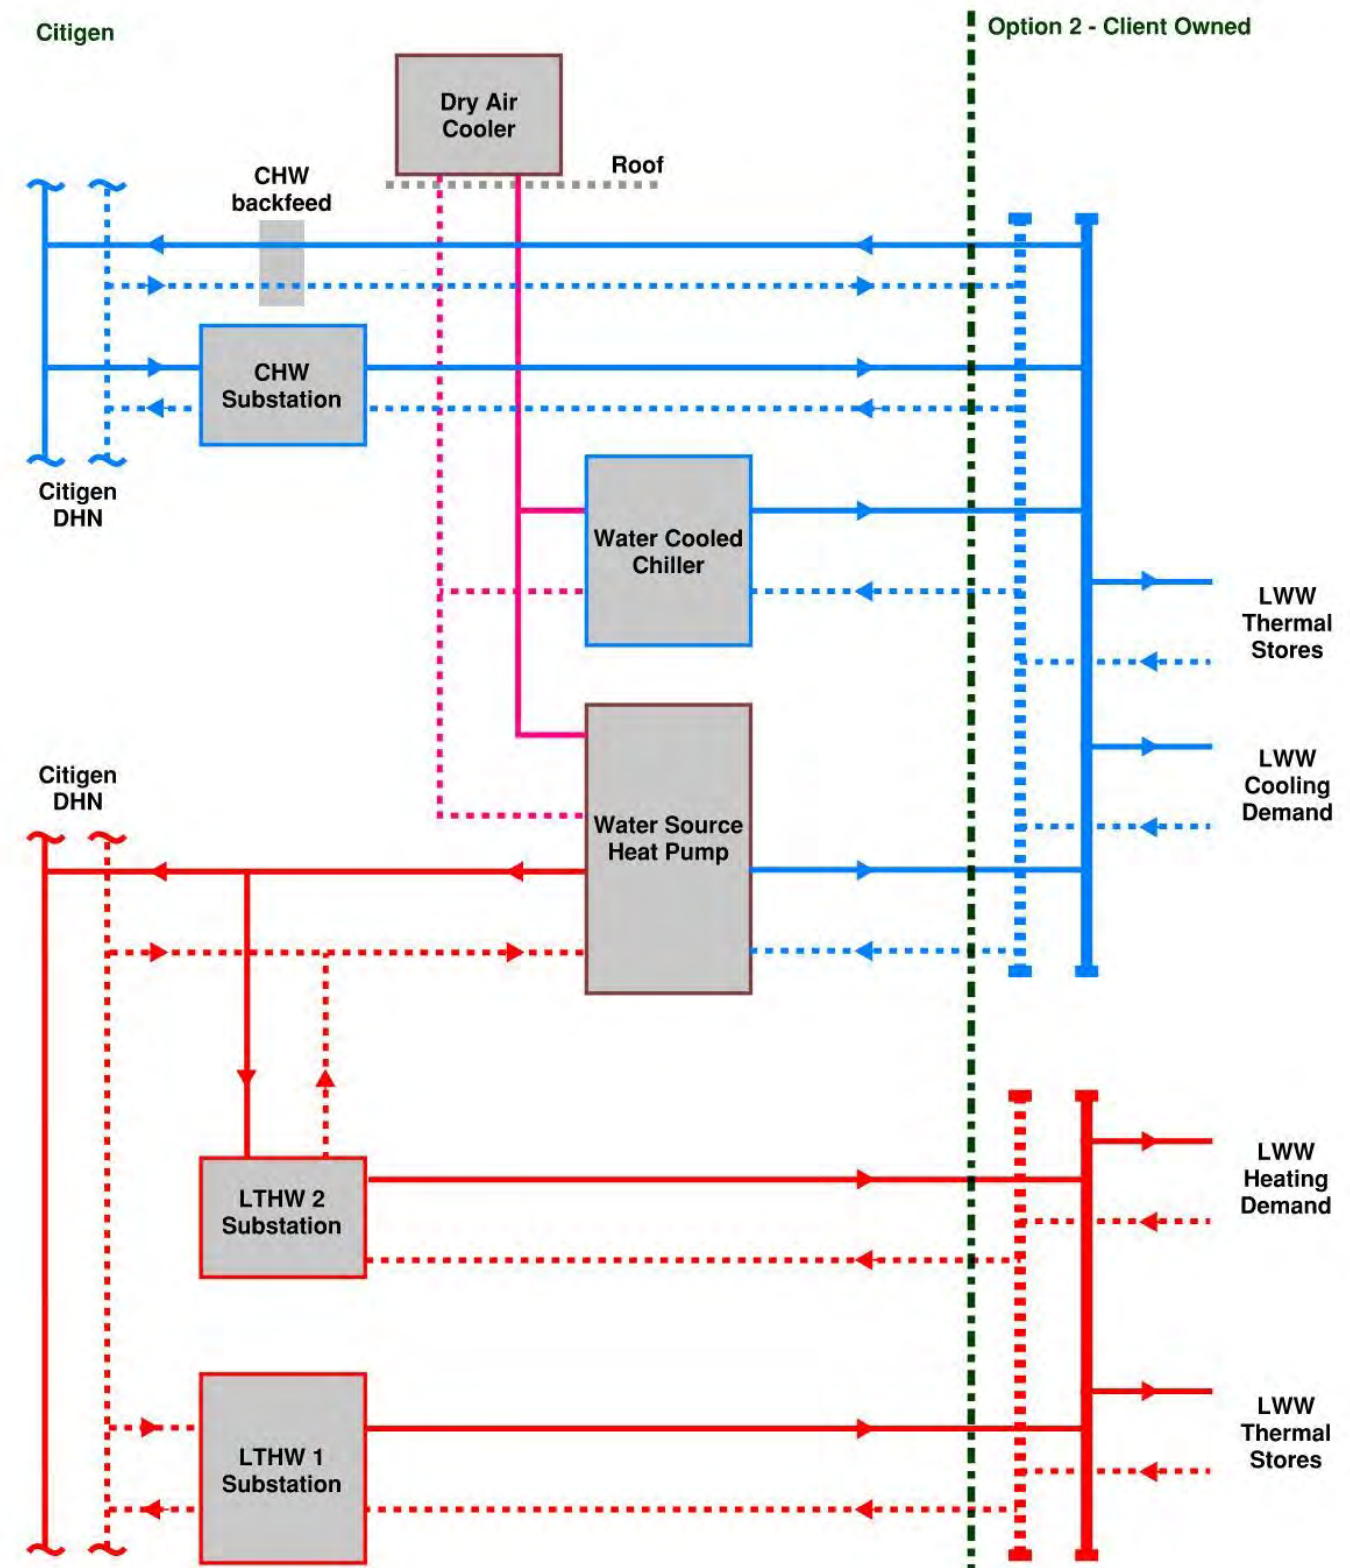 Citigen
Option 2 - Client Owned
Dry Air
Cooler
Roof
CHW
backfeed
CHW
Substation
Citigen
DHN
Water Cooled
Chiller
LWW
Thermal
Stores
LWW
Cooling
Demand
Citigen
DHN
Water Source
Heat Pump
LWW
Heating
Demand
LTHW 2
Substation
LWW
Thermal
Stores
LTHW 1
Substation